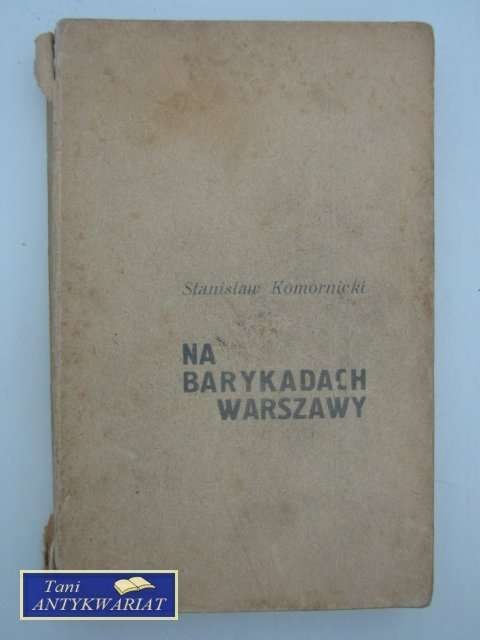 Stanisław Komornicki
NA
BARYKADACH
WARSZAWY
Tani
ANTYKWARIAT